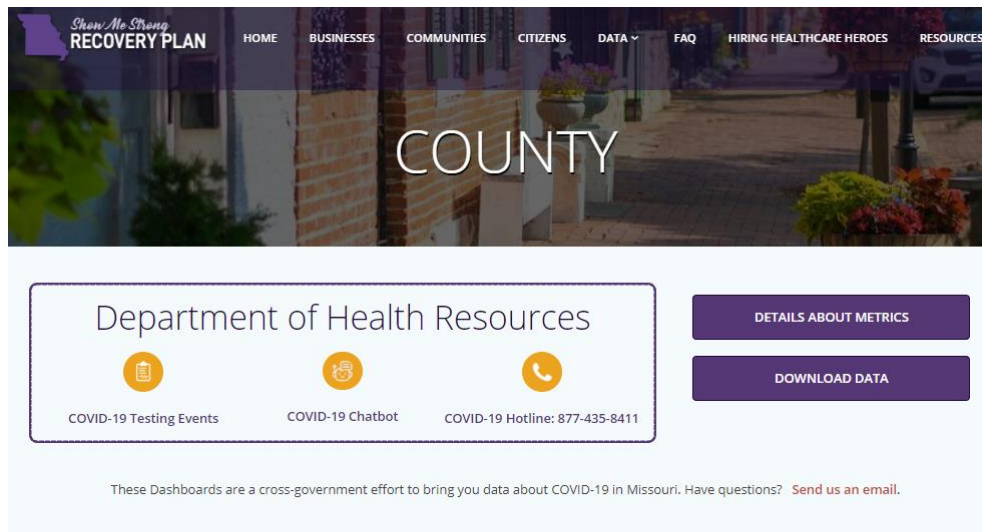 Show Me Strong
RECOVERY PLAN
HOME
BUSINESSES
COMMUNITIES
CITIZENS
DATA
FAQ
HIRING HEALTHCARE HEROES
RESOURCES
COUNTY
Department of Health Resources
COVID-19 Testing Events
COVID-19 Chatbot
COVID-19 Hotline: 877-435-8411
DETAILS ABOUT METRICS
DOWNLOAD DATA
These Dashboards are a cross-government effort to bring you data about COVID-19 in Missouri. Have questions? Send us an email.